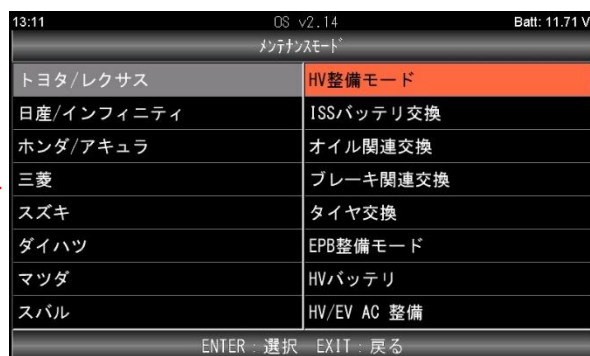 13:11 OS v2.14 Batt: 11.71 V
ﾒﾝﾃﾅﾝｽﾓｰﾄﾞ
トヨタ/レクサス HV整備モード
日産/インフィニティ ISSバッテリ交換
ホンダ/アキュラ オイル関連交換
三菱 ブレーキ関連交換
スズキ タイヤ交換
ダイハツ EPB整備モード
マツダ HVバッテリ
スバル HV/EV AC 整備
ENTER：選択 EXIT：戻る